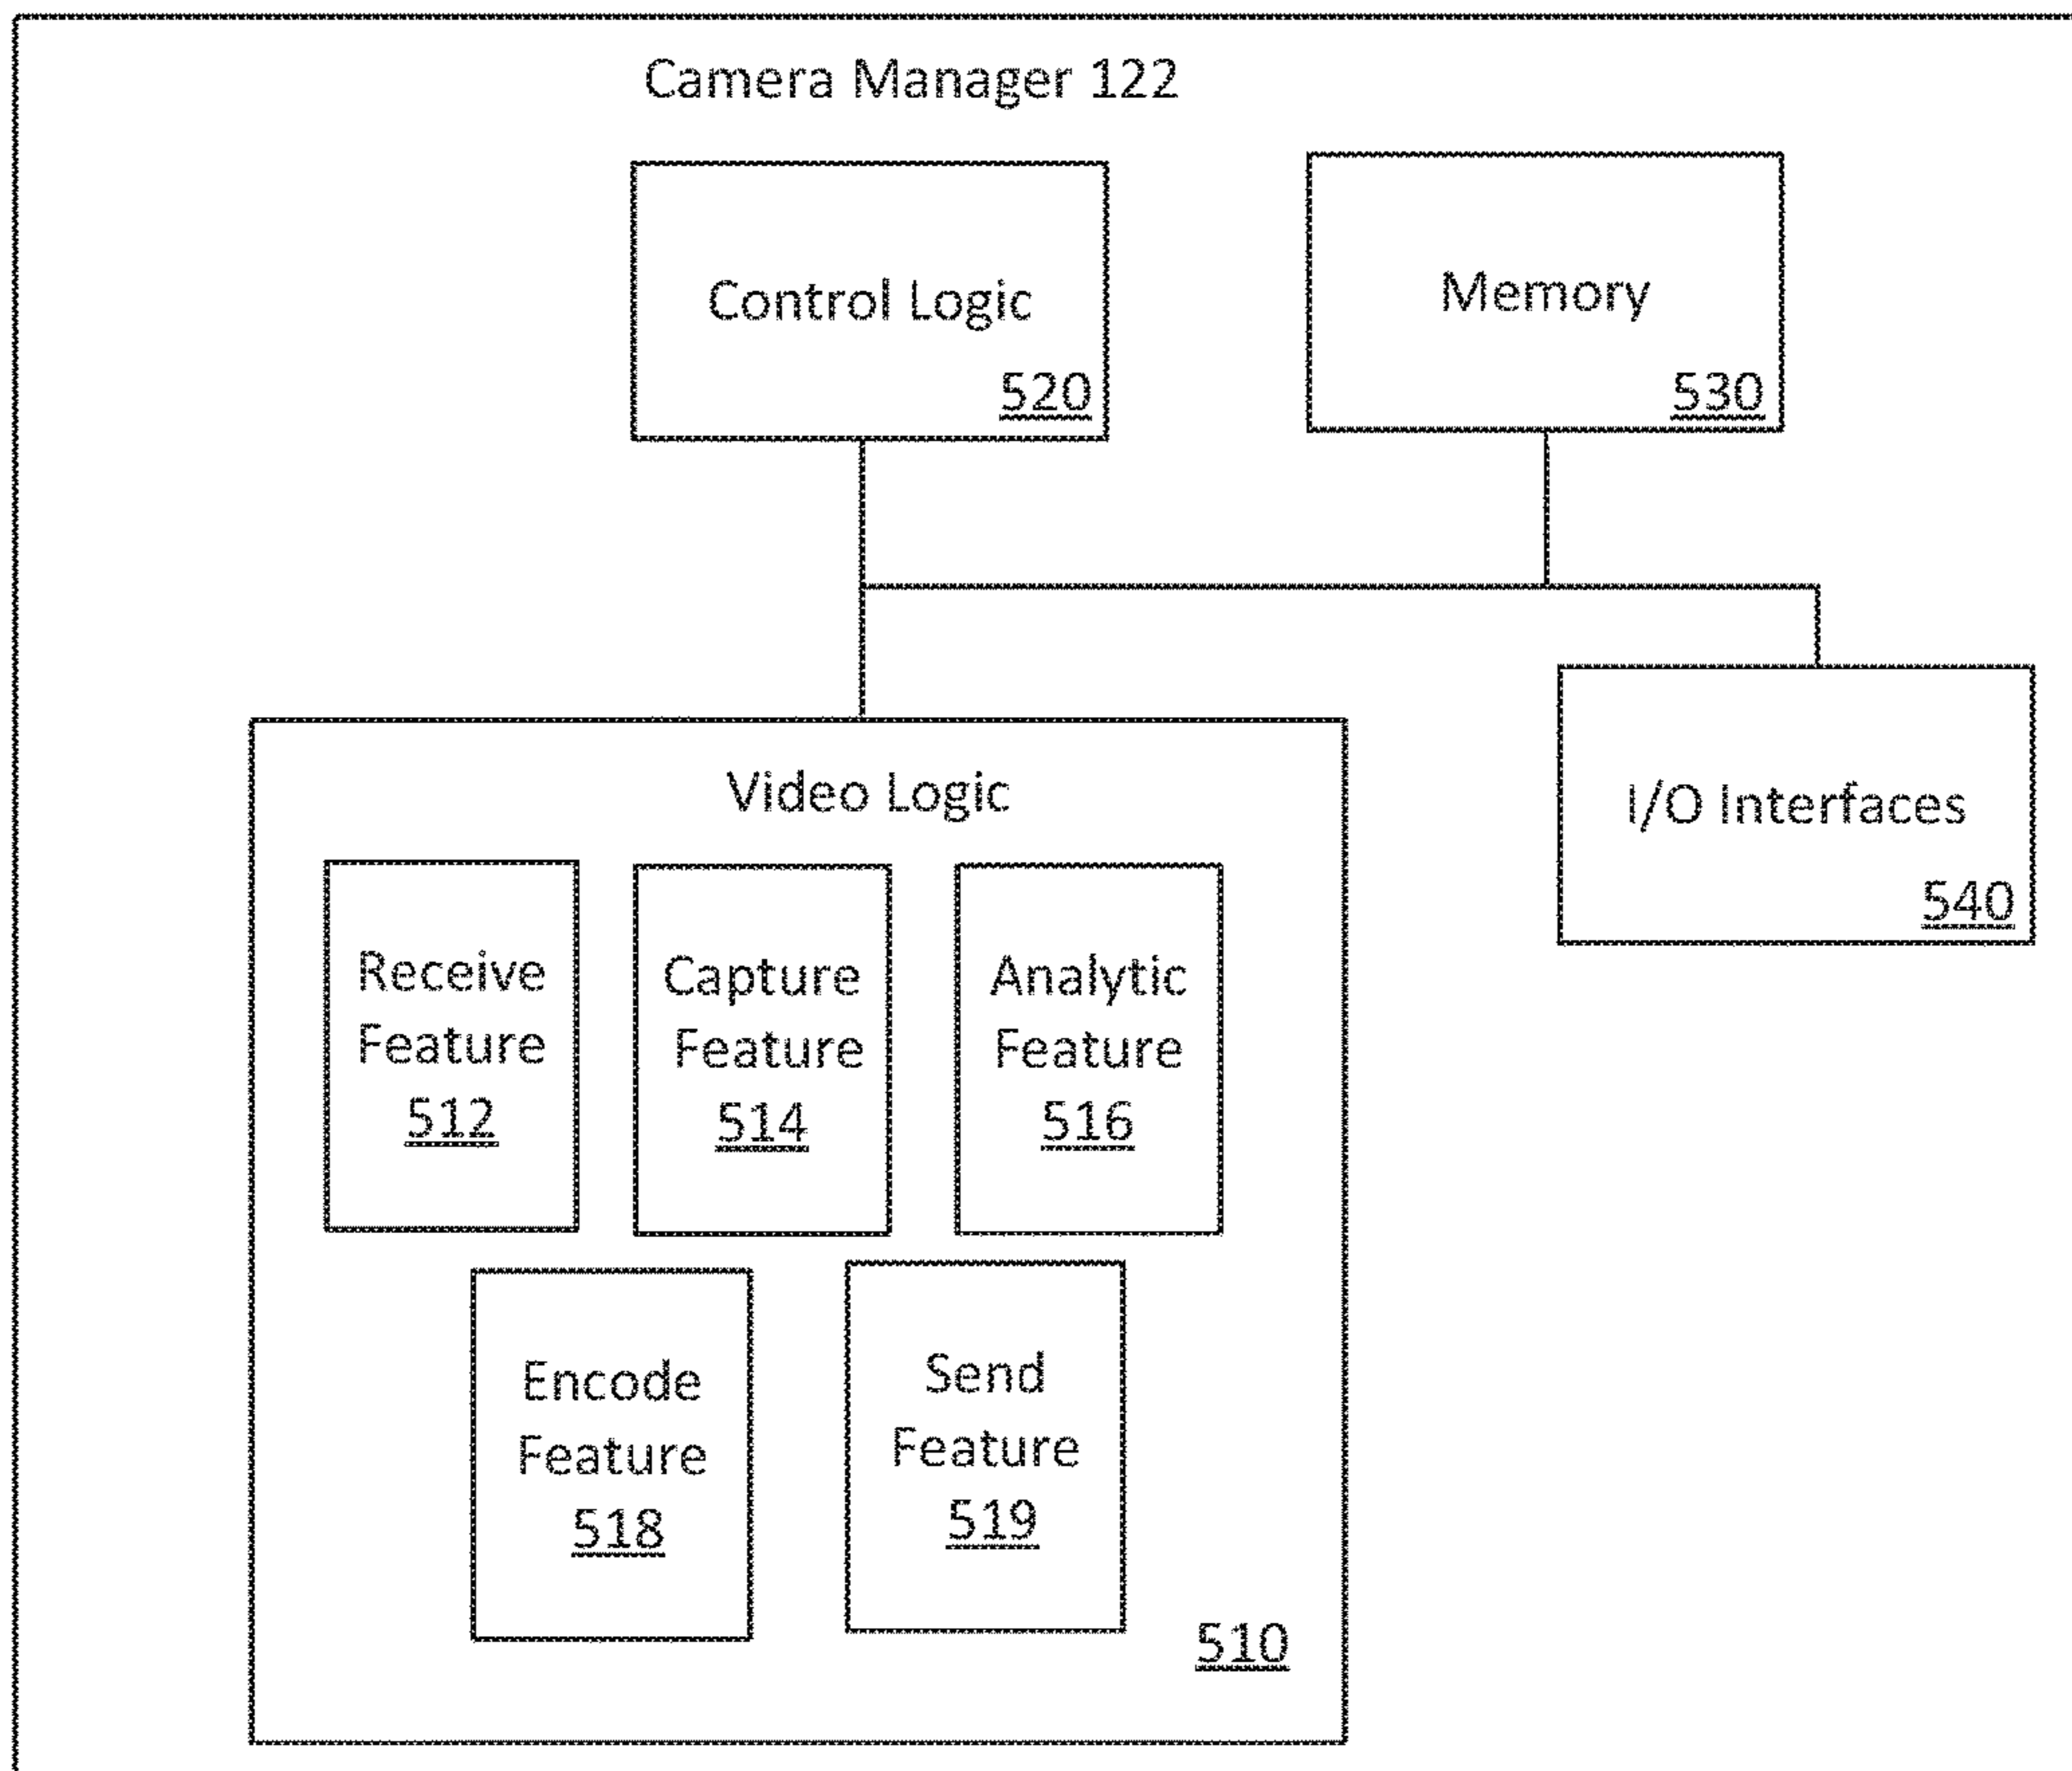 Camera Manager 122
Control Logic
520
Memory
530
I/O Interfaces
540
Video Logic
Receive
Feature
512
Capture
Feature
514
Analytic
Feature
516
Encode
Feature
518
Send
Feature
519
510